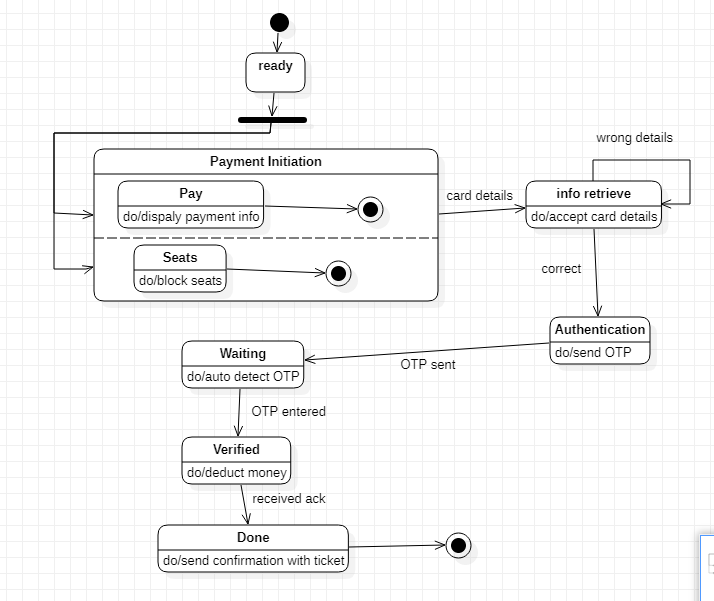 ready
Payment Initiation
Pay
do/dispaly payment info
Seats
do/block seats
card details
wrong details
info retrieve
do/accept card details
correct
Authentication
do/send OTP
OTP sent
Waiting
do/auto detect OTP
OTP entered
Verified
do/deduct money
received ack
Done
do/send confirmation with ticket